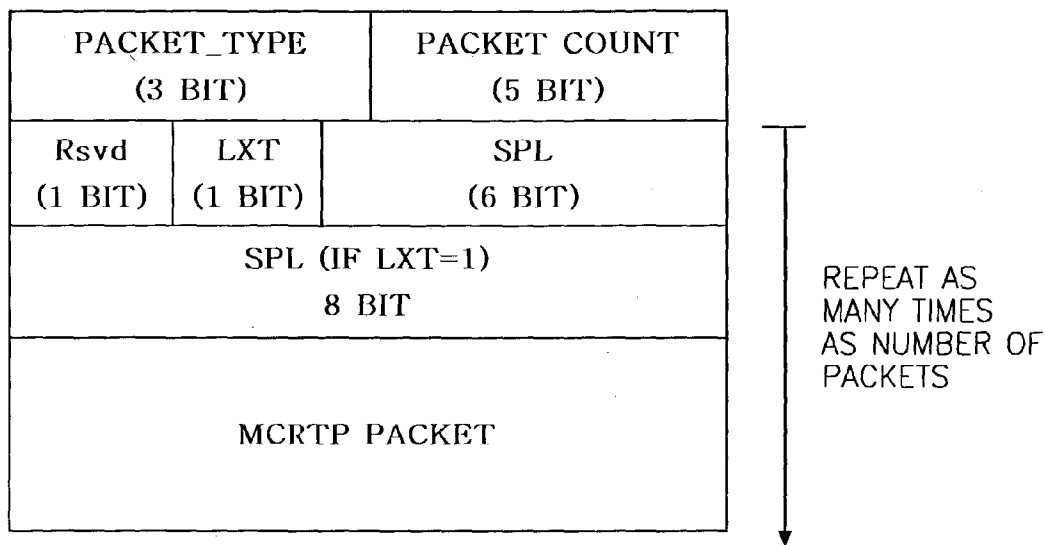 PACKET_TYPE
(3 BIT)
PACKET COUNT
(5 BIT)
Rsvd
(1 BIT)
LXT
(1 BIT)
SPL
(6 BIT)
SPL (IF LXT=1)
8 BIT
MCRTP PACKET
REPEAT AS
MANY TIMES
AS NUMBER OF
PACKETS